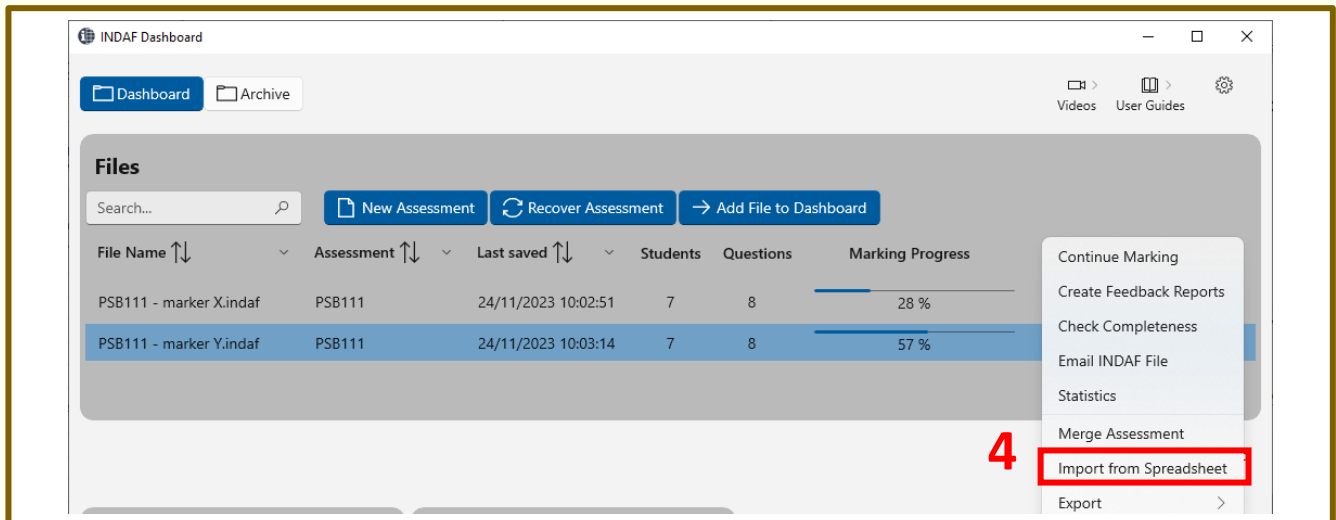 INDAF Dashboard
Dashboard
Archive
Videos
User Guides
Files
Search...
New Assessment
Recover Assessment
Add File to Dashboard
File Name
Assessment
Last saved
Students
Questions
Marking Progress
PSB111 - marker X.indaf PSB111 24/11/2023 10:02:51 7 8 28 %
PSB111 - marker Y.indaf PSB111 24/11/2023 10:03:14 7 8 57 %
Continue Marking
Create Feedback Reports
Check Completeness
Email INDAF File
Statistics
Merge Assessment
4
Import from Spreadsheet
Export